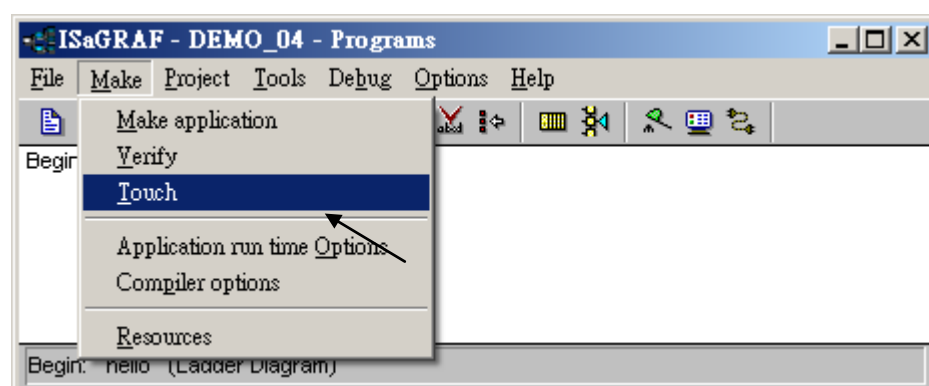 ISaGRAF - DEMO_04 - Programs
File Make Project Tools Debug Options Help
Make application
abcd
Begin
Verify
Touch
Application run time Options
Compiler options
Resources
Begin: hello (Ladder Diagram)